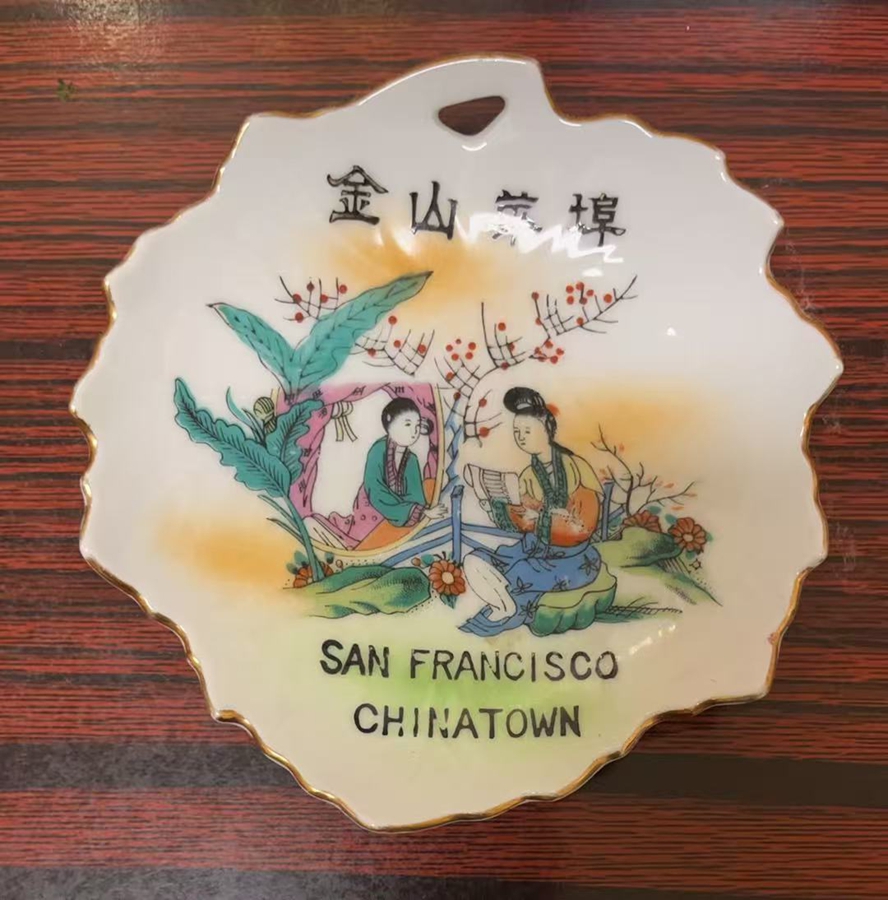 金山華埠
SAN FRANCISCO
CHINATOWN